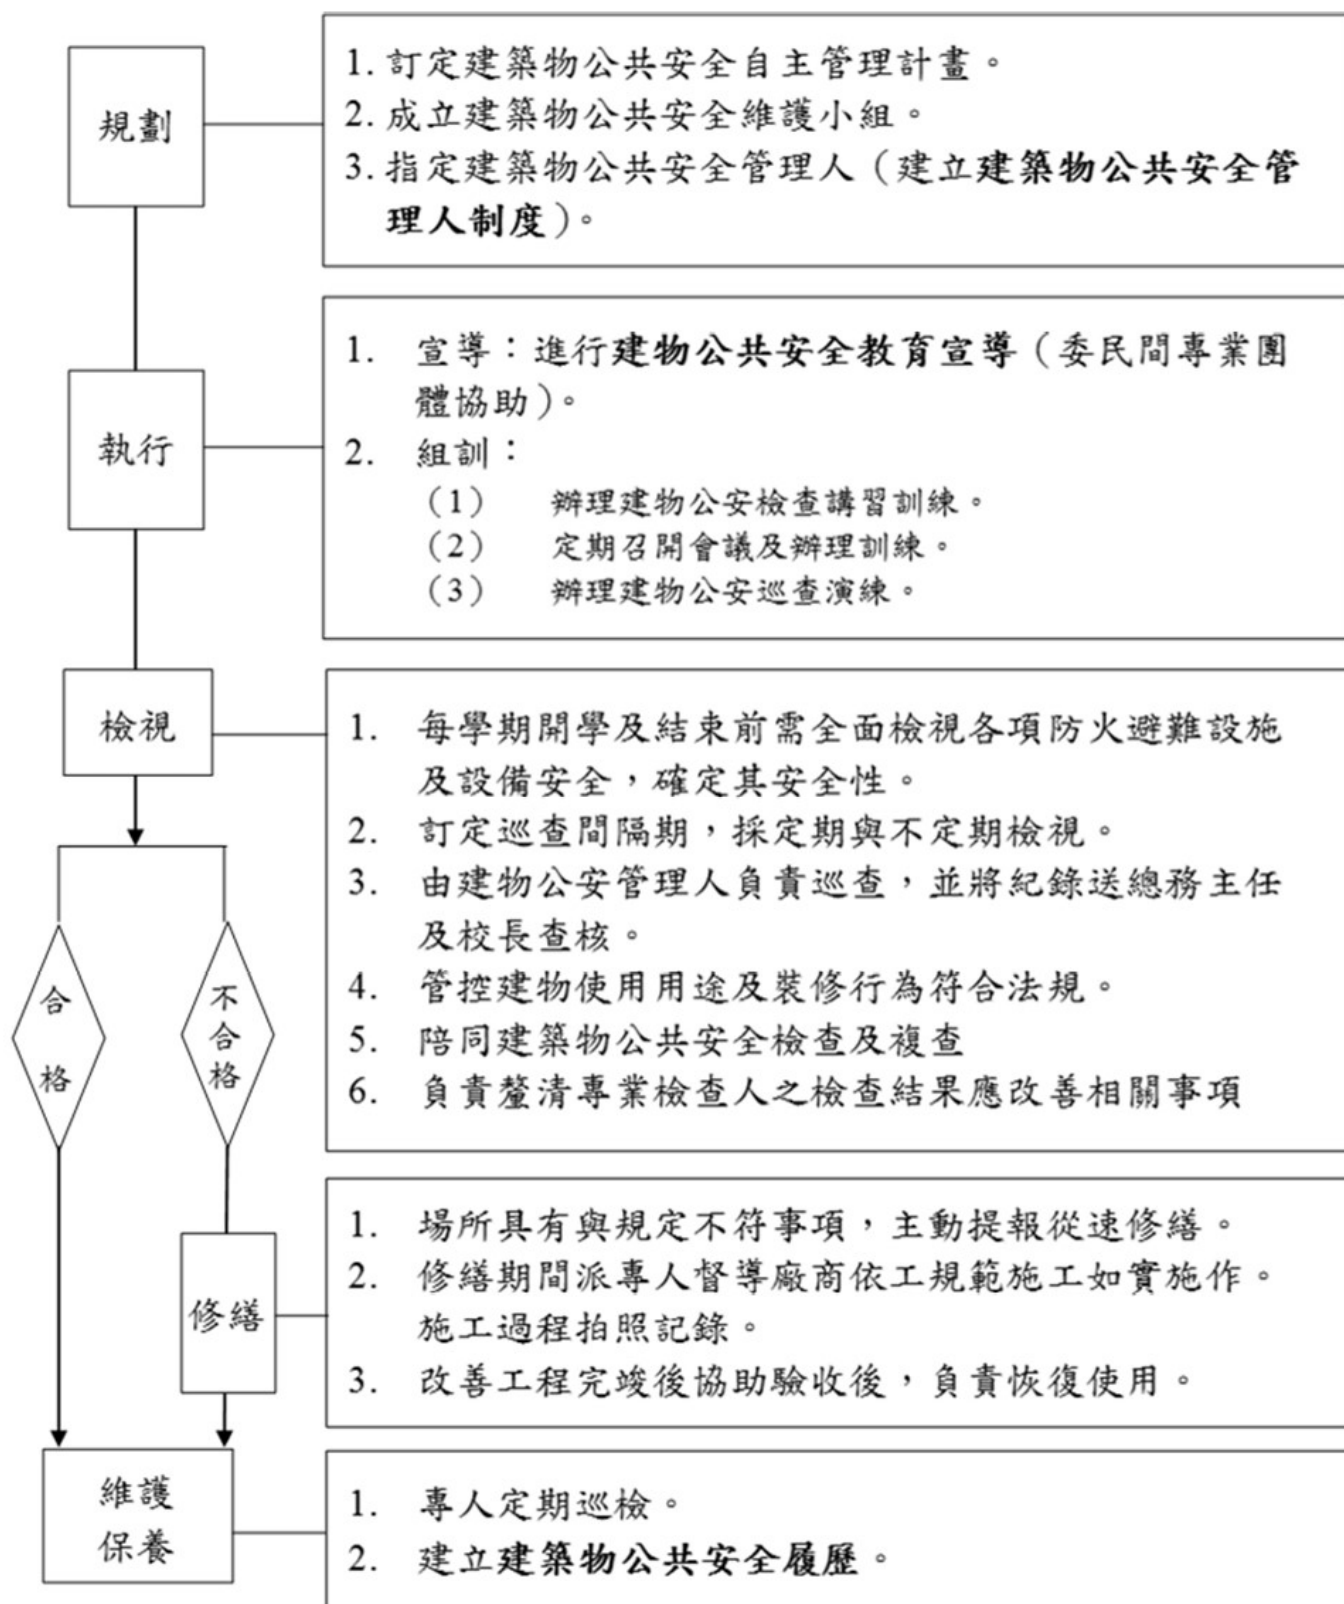 規劃
1. 訂定建築物公共安全自主管理計畫。
2. 成立建築物公共安全維護小組。
3. 指定建築物公共安全管理人（建立建築物公共安全管
理人制度）。
執行
1. 宣導：進行建物公共安全教育宣導（委民間專業團
體協助）。
2. 組訓：
（1） 辦理建物公安檢查講習訓練。
（2） 定期召開會議及辦理訓練。
（3） 辦理建物公安巡查演練。
檢視
1. 每學期開學及結束前需全面檢視各項防火避難設施
及設備安全，確定其安全性。
2. 訂定巡查間隔期，採定期與不定期檢視。
3. 由建物公安管理人負責巡查，並將紀錄送總務主任
及校長查核。
4. 管控建物使用用途及裝修行為符合法規。
5. 陪同建築物公共安全檢查及複查
6. 負責釐清專業檢查人之檢查結果應改善相關事項
合
格
不
合
格
修繕
1. 場所具有與規定不符事項，主動提報從速修繕。
2. 修繕期間派專人督導廠商依工規範施工如實施作。
施工過程拍照記錄。
3. 改善工程完竣後協助驗收後，負責恢復使用。
維護
保養
1. 專人定期巡檢。
2. 建立建築物公共安全履歷。